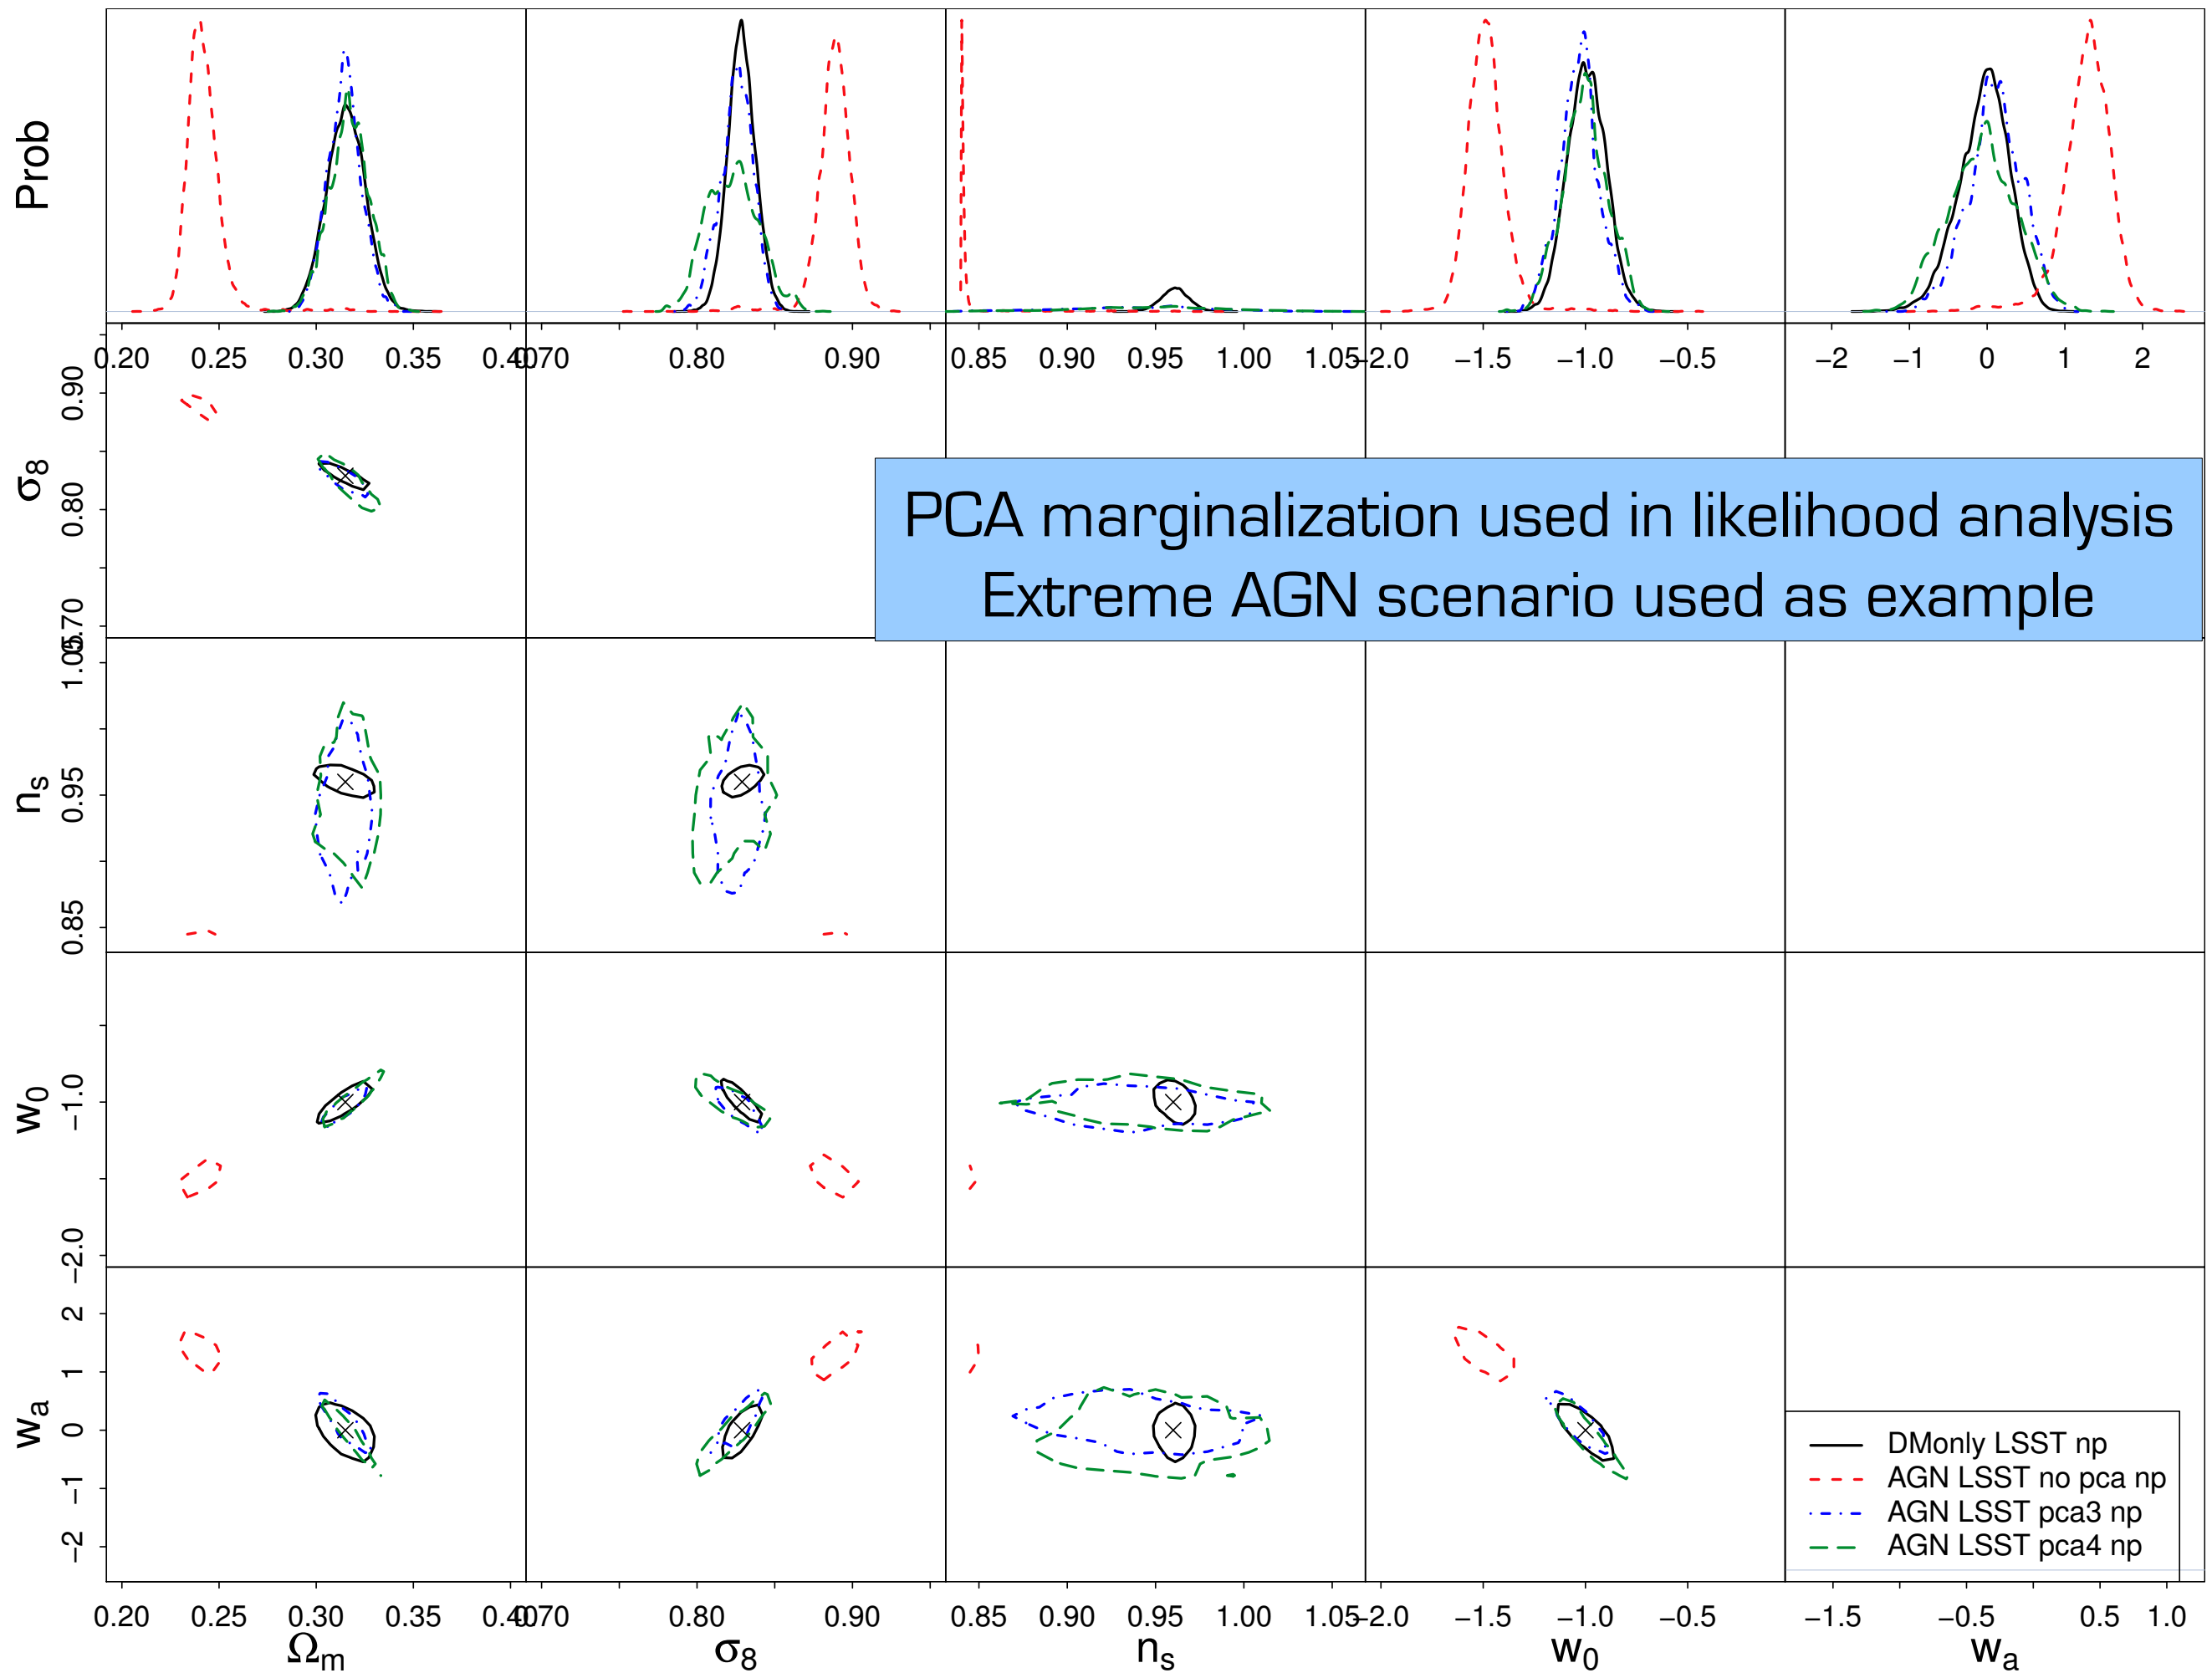 Prob
0.20 0.25 0.30 0.35 0.40
0.70 0.80 0.90
0.85 0.90 0.95 1.00 1.05
−2.0 −1.5 −1.0 −0.5
−2 −1 0 1 2
σ8
0.70 0.80 0.90
PCA marginalization used in likelihood analysis
Extreme AGN scenario used as example
ns
0.85 0.95 1.05
w0
−2.0 −1.0
wa
−2 −1 0 1 2
DMonly LSST np
AGN LSST no pca np
AGN LSST pca3 np
AGN LSST pca4 np
0.20 0.25 0.30 0.35 0.40
0.70 0.80 0.90
0.85 0.90 0.95 1.00 1.05
−2.0 −1.5 −1.0 −0.5
−1.5 −0.5 0.5 1.0
Ωm σ8 ns w0 wa